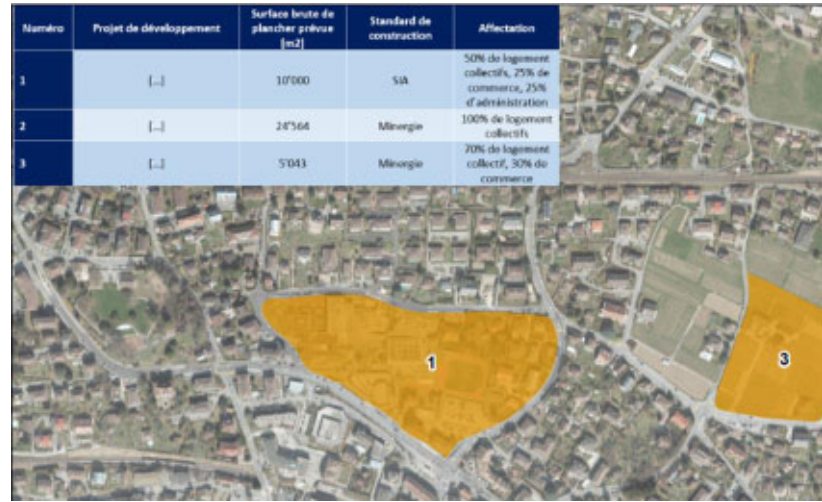 Numéro Projet de développement Surface brute de plancher prévue [m2] Standard de construction Affectation
1 [...] 10'000 SIA 50% de logement collectifs, 25% de commerce, 25% d'administration
2 [...] 24'564 Minergie 100% de logement collectifs
3 [...] 5'043 Minergie 70% de logement collectif, 30% de commerce
1
3